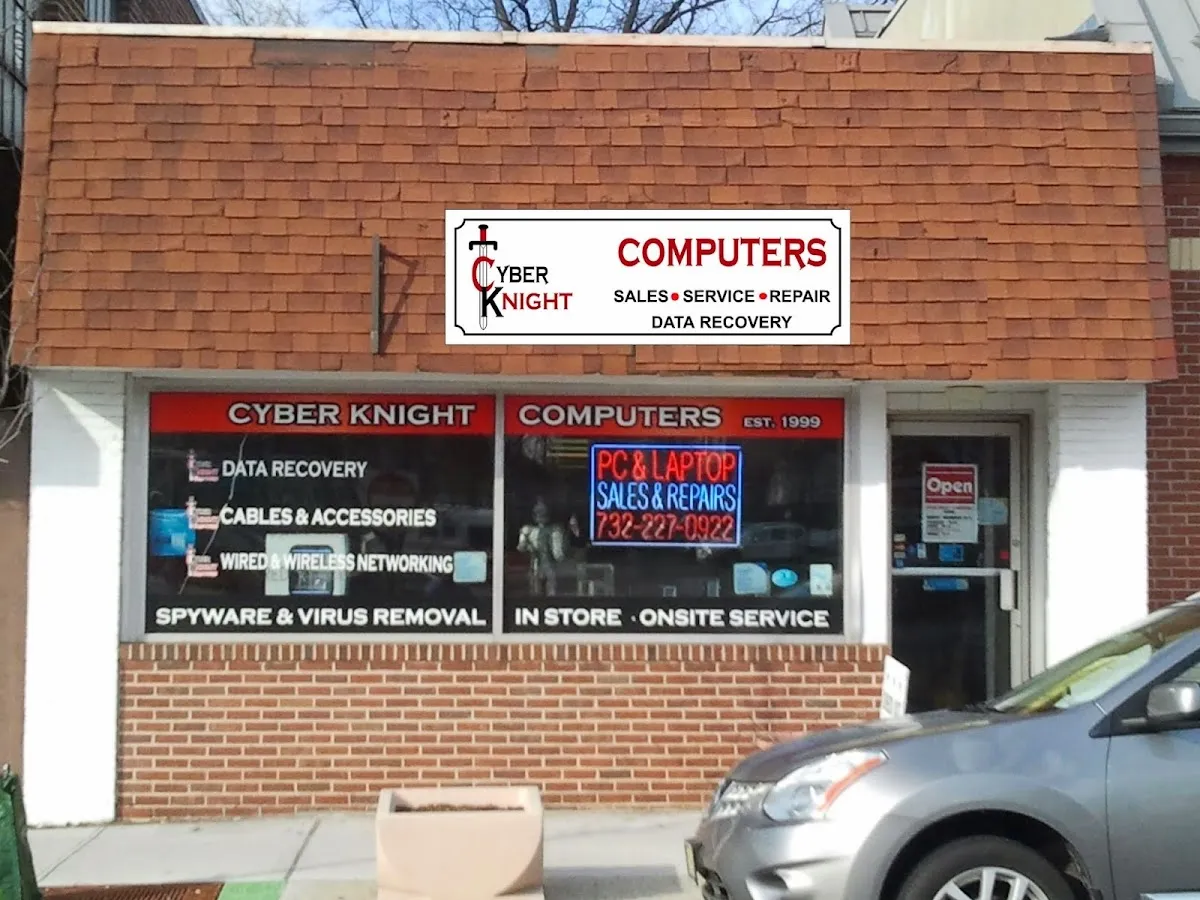 CYBER
KNIGHT
COMPUTERS
SALES • SERVICE • REPAIR
DATA RECOVERY
CYBER KNIGHT COMPUTERS EST. 1999
DATA RECOVERY
CABLES & ACCESSORIES
WIRED & WIRELESS NETWORKING
SPYWARE & VIRUS REMOVAL
PC & LAPTOP
SALES & REPAIRS
732-227-0922
IN STORE · ONSITE SERVICE
Open